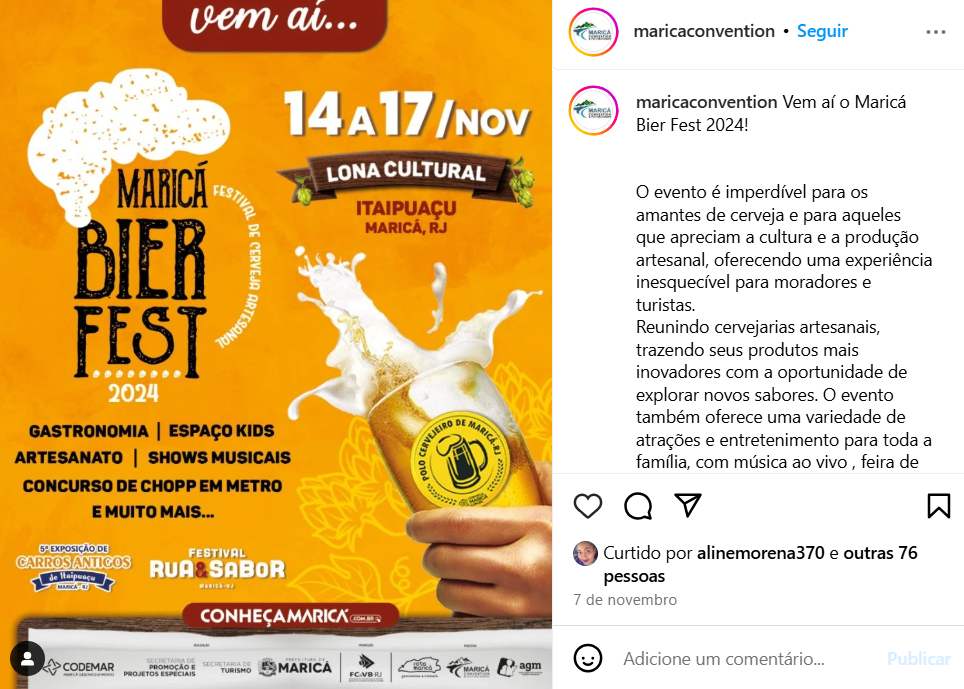 vem aí...
14 A 17/NOV
LONA CULTURAL
ITAIPUAÇU
MARICÁ, RJ
MARICÁ
BIER
FEST
2024
FESTIVAL DE CERVEJA ARTESANAL
POLO CERVEJEIRO DE MARICÁ-RJ
GASTRONOMIA | ESPAÇO KIDS
ARTESANATO | SHOWS MUSICAIS
CONCURSO DE CHOPP EM METRO
E MUITO MAIS...
5ª EXPOSIÇÃO DE
CARROS ANTIGOS
de Itaipuaçu
MARICÁ - RJ
FESTIVAL
RUA&SABOR
MARICÁ-RJ
CONHEÇAMARICÁ .COM.BR
CODEMAR
SECRETARIA DE
PROMOÇÃO E
PROJETOS ESPECIAIS
SECRETARIA DE
TURISMO
PREFEITURA DE
MARICÁ
FC&VB-RJ
rota
maricá
MARICÁ
agm
maricaconvention • Seguir
maricaconvention Vem aí o Maricá
Bier Fest 2024!
O evento é imperdível para os
amantes de cerveja e para aqueles
que apreciam a cultura e a produção
artesanal, oferecendo uma experiência
inesquecível para moradores e
turistas.
Reunindo cervejarias artesanais,
trazendo seus produtos mais
inovadores com a oportunidade de
explorar novos sabores. O evento
também oferece uma variedade de
atrações e entretenimento para toda a
família, com música ao vivo , feira de
Curtido por alinemorena370 e outras 76
pessoas
7 de novembro
Adicione um comentário...
Publicar